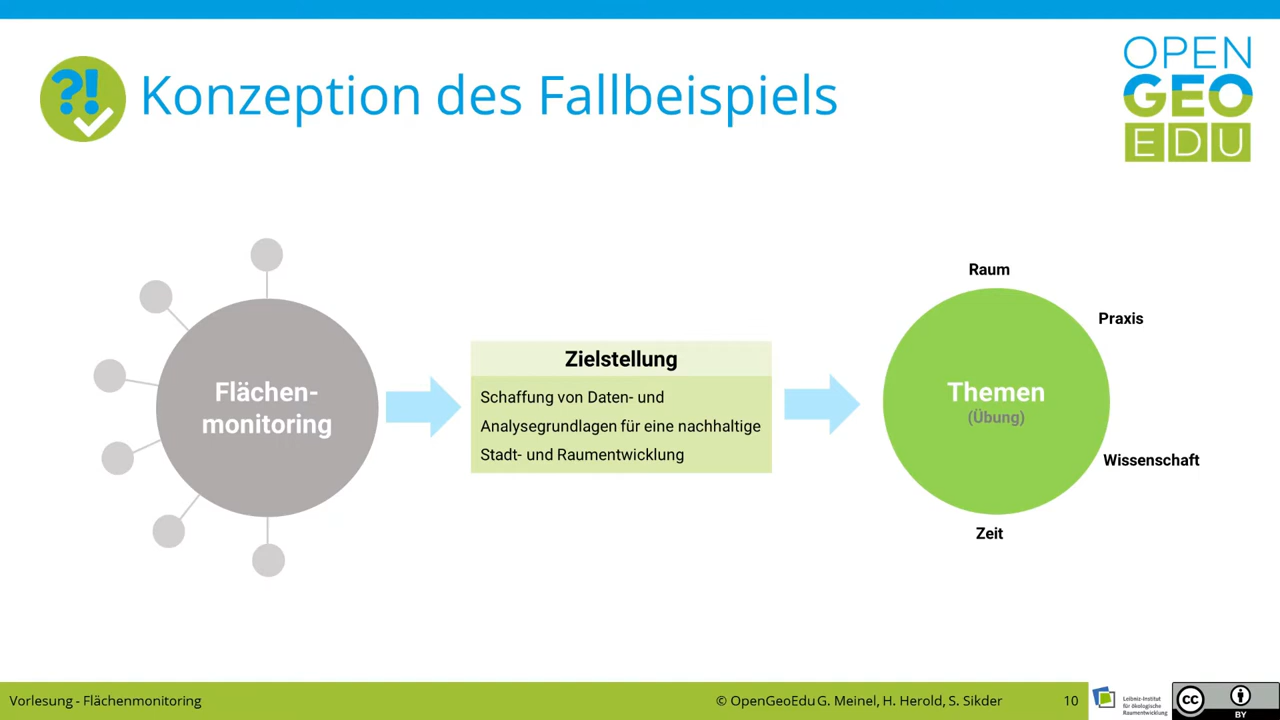 ?!
Konzeption des Fallbeispiels
OPEN
GEO
EDU
Flächen-
monitoring
Zielstellung
Schaffung von Daten- und
Analysegrundlagen für eine nachhaltige
Stadt- und Raumentwicklung
Raum
Praxis
Themen
(Übung)
Wissenschaft
Zeit
Vorlesung - Flächenmonitoring
© OpenGeoEdu G. Meinel, H. Herold, S. Sikder
10
Leibniz-Institut
für ökologische
Raumentwicklung
CC
BY